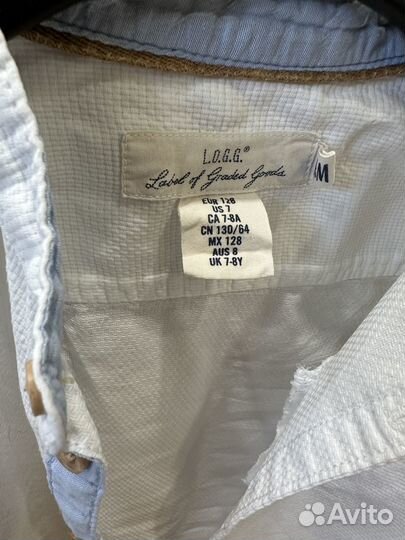 L.O.G.G.®
Label of Graded Goods
&M
EUR 128
US 7
CA 7-8A
CN 130/64
MX 128
AUS 8
UK 7-8Y
Avito